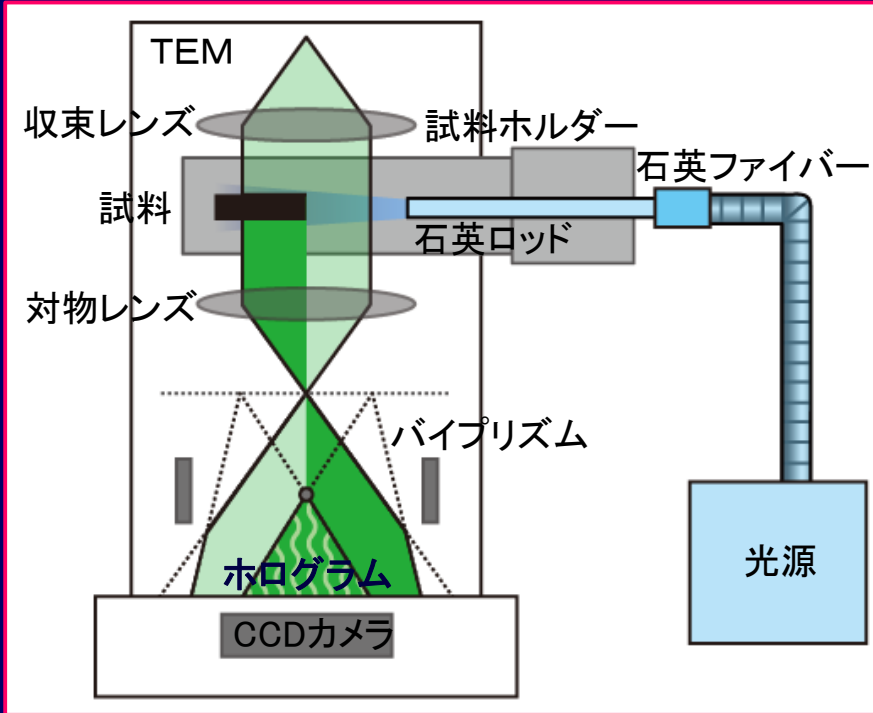 TEM
収束レンズ
試料ホルダー
石英ファイバー
試料
石英ロッド
対物レンズ
バイプリズム
光源
ホログラム
CCDカメラ